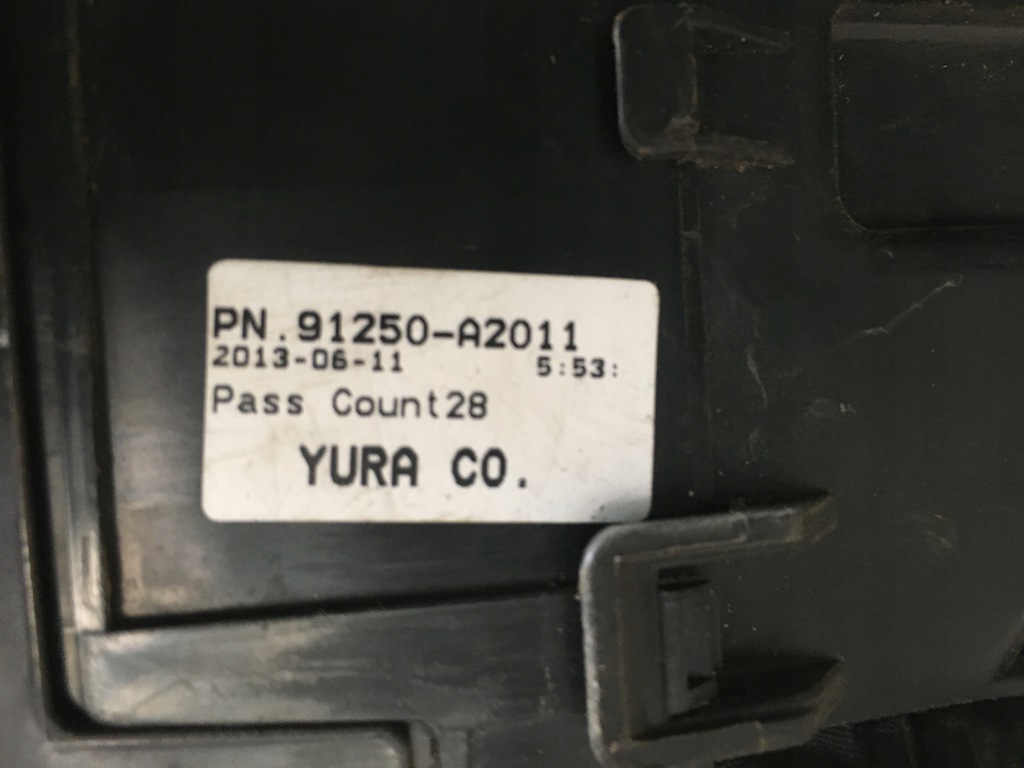 PN.91250-A2011
2013-06-11 5:53:
Pass Count28
YURA CO.